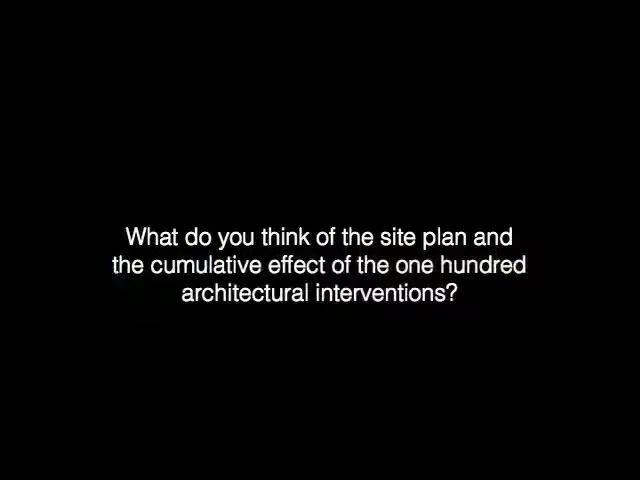 What do you think of the site plan and
the cumulative effect of the one hundred
architectural interventions?